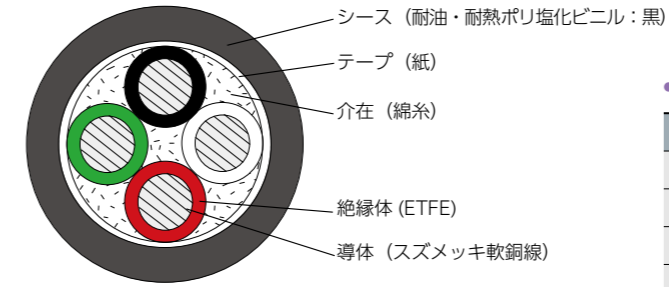 シース（耐油・耐熱ポリ塩化ビニル：黒）
テープ（紙）
介在（綿糸）
絶縁体 (ETFE)
導体（スズメッキ軟銅線）